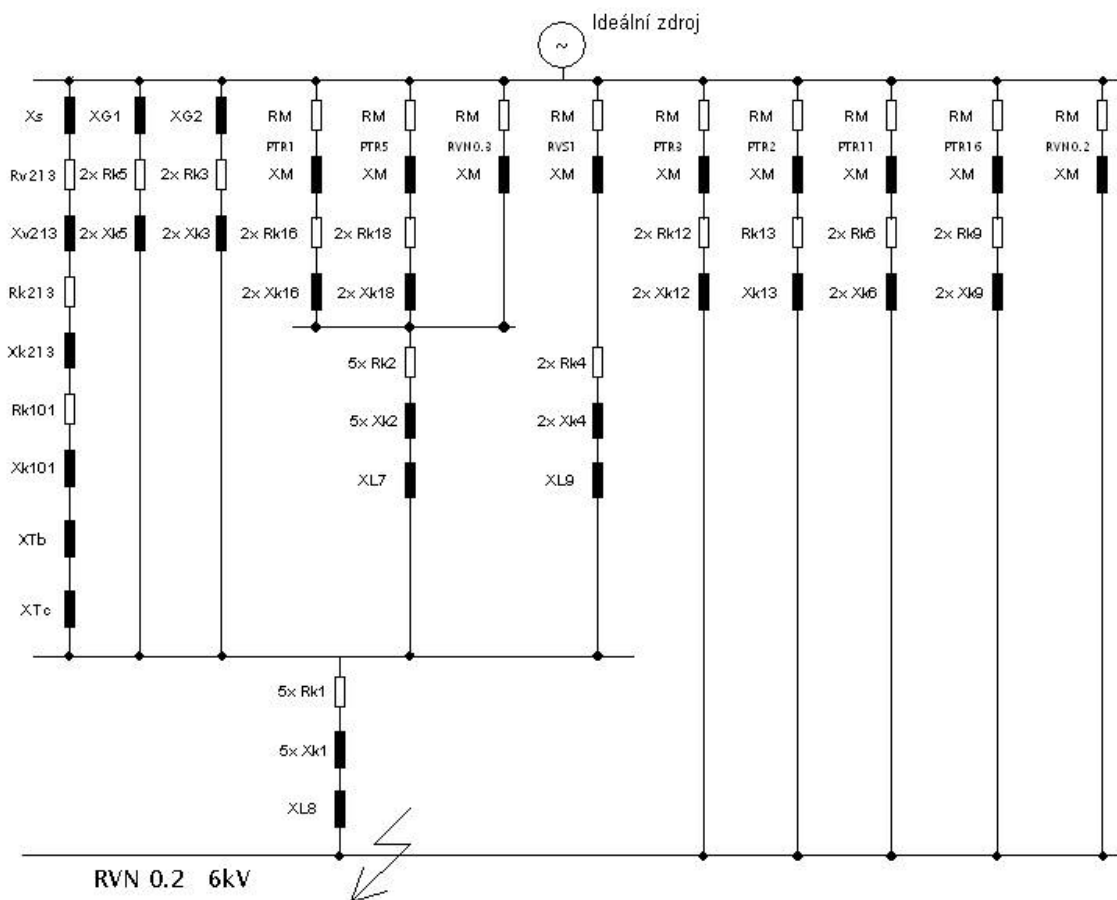 Ideální zdroj
~
Xs XG1 XG2 RM RM RM RM RM RM RM RM RM
PTR1 PTR5 RVN0.3 RVS1 PTR3 PTR2 PTR11 PTR16 RVN0.2
Rv213 2x Rk5 2x Rk3 XM XM XM XM XM XM XM XM
Xv213 2x Xk5 2x Xk3 2x Rk16 2x Rk18 2x Rk12 Rk13 2x Rk6 2x Rk9
Rk213 2x Xk16 2x Xk18 2x Xk12 Xk13 2x Xk6 2x Xk9
Xk213 5x Rk2 2x Rk4
Rk101 5x Xk2 2x Xk4
Xk101 XL7 XL9
XTb
XTc
5x Rk1
5x Xk1
XL8
RVN 0.2 6kV